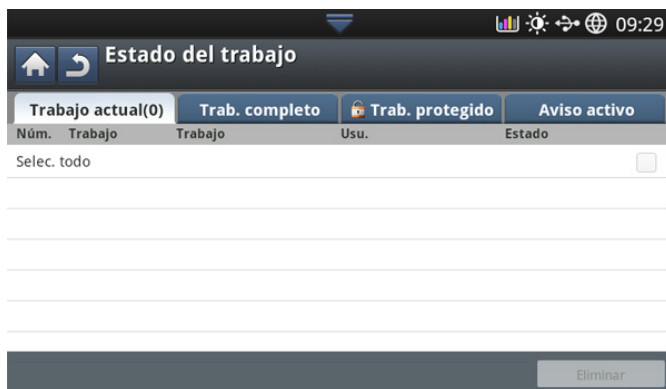 09:29
Estado del trabajo
Trabajo actual(0) Trab. completo Trab. protegido Aviso activo
Núm. Trabajo Trabajo Usu. Estado
Selec. todo
Eliminar